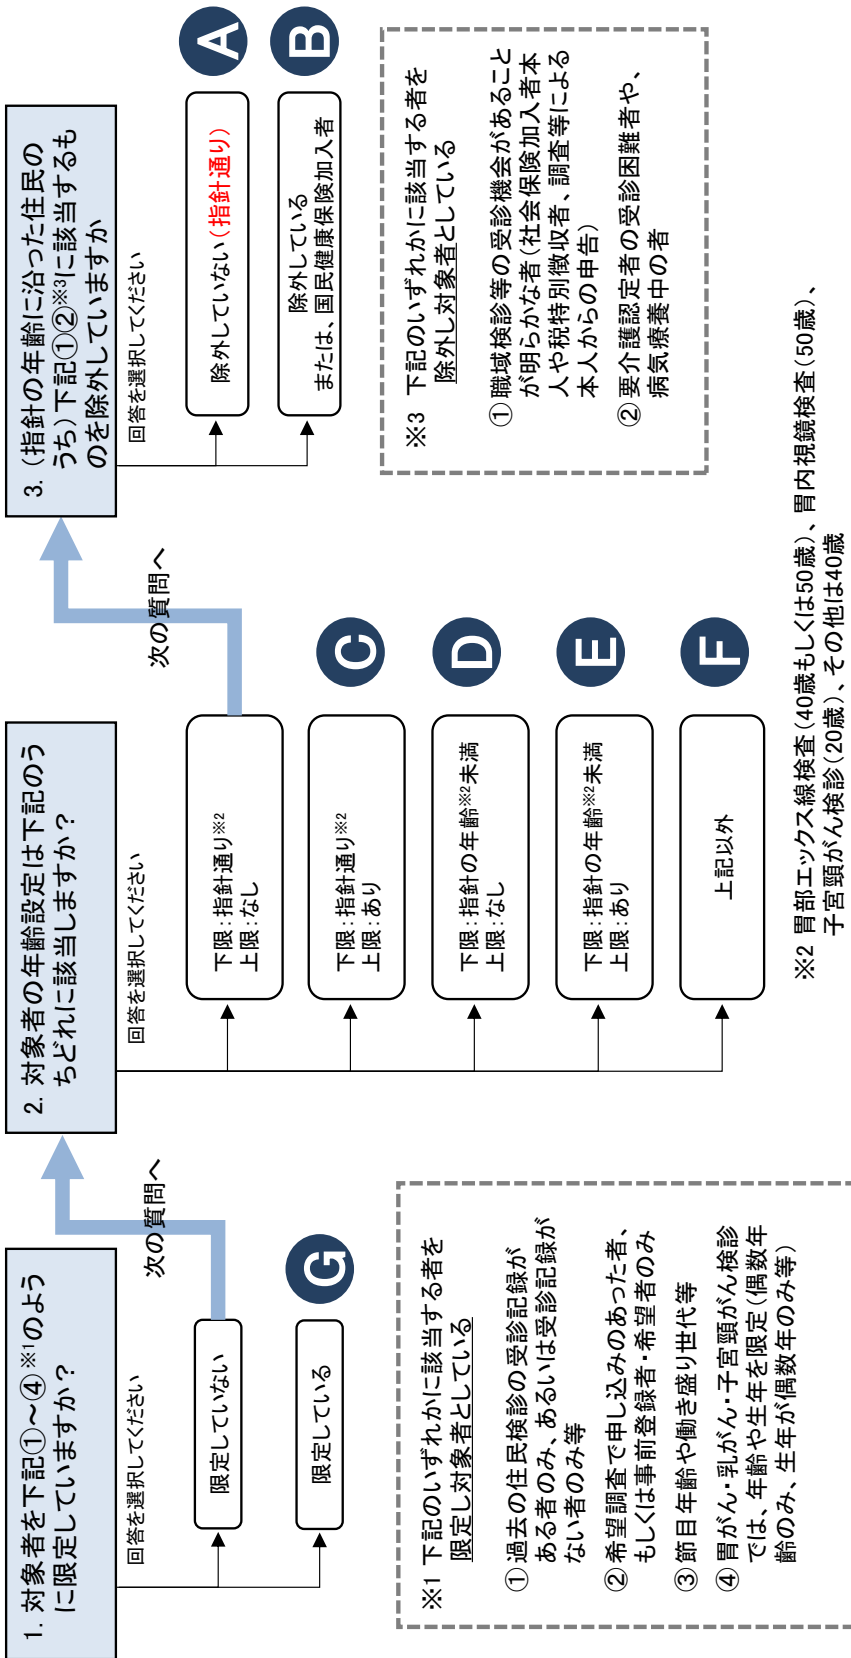 1. 対象者を下記①～④※1のよう
に限定していますか？
回答を選択してください
限定していない
次の質問へ
限定している
G
※1 下記のいずれかに該当する者を
限定し対象者としている
① 過去の住民検診の受診記録が
ある者のみ、あるいは受診記録が
ない者のみ等
② 希望調査で申し込みのあった者、
もしくは事前登録者・希望者のみ
③ 節目年齢や働き盛り世代等
④ 胃がん・乳がん・子宮頸がん検診
では、年齢や生年を限定（偶数年
齢のみ、生年が偶数年のみ等）
2. 対象者の年齢設定は下記のう
ちどれに該当しますか？
回答を選択してください
下限：指針通り※2
上限：なし
次の質問へ
下限：指針通り※2
上限：あり
C
下限：指針の年齢※2未満
上限：なし
D
下限：指針の年齢※2未満
上限：あり
E
上記以外
F
※2 胃部エックス線検査（40歳もしくは50歳）、胃内視鏡検査（50歳）、
子宮頸がん検診（20歳）、その他は40歳
3. （指針の年齢に沿った住民の
うち）下記①②※3に該当するも
のを除外していますか
回答を選択してください
除外していない（指針通り）
A
除外している
または、国民健康保険加入者
B
※3 下記のいずれかに該当する者を
除外し対象者としている
① 職域検診等の受診機会があること
が明らかな者（社会保険加入者本
人や税特別徴収者、調査等による
本人からの申告）
② 要介護認定者の受診困難者や、
病気療養中の者